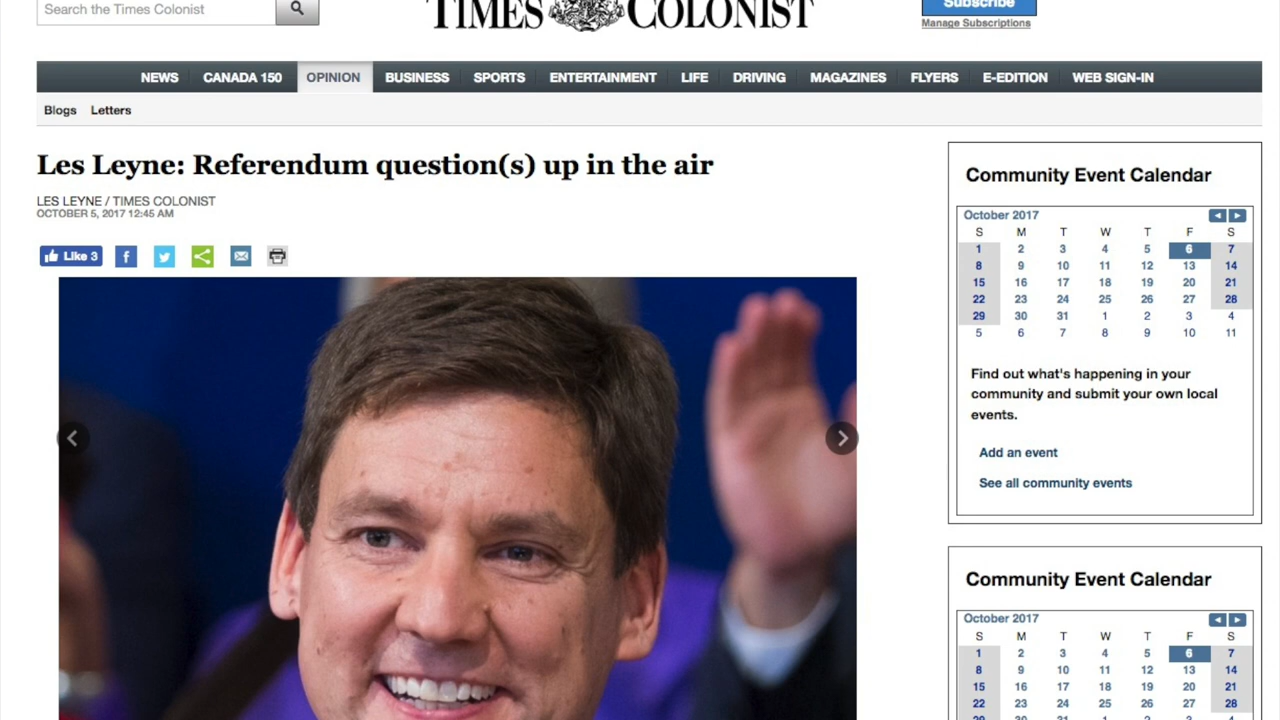 Search the Times Colonist
TIMES COLONIST
Subscribe
Manage Subscriptions
NEWS CANADA 150 OPINION BUSINESS SPORTS ENTERTAINMENT LIFE DRIVING MAGAZINES FLYERS E-EDITION WEB SIGN-IN
Blogs Letters
Les Leyne: Referendum question(s) up in the air
LES LEYNE / TIMES COLONIST
OCTOBER 5, 2017 12:45 AM
Like 3
Community Event Calendar
October 2017
S M T W T F S
1 2 3 4 5 6 7
8 9 10 11 12 13 14
15 16 17 18 19 20 21
22 23 24 25 26 27 28
29 30 31 1 2 3 4
5 6 7 8 9 10 11
Find out what's happening in your
community and submit your own local
events.
Add an event
See all community events
Community Event Calendar
October 2017
S M T W T F S
1 2 3 4 5 6 7
8 9 10 11 12 13 14
15 16 17 18 19 20 21
22 23 24 25 26 27 28
29 30 31 1 2 3 4